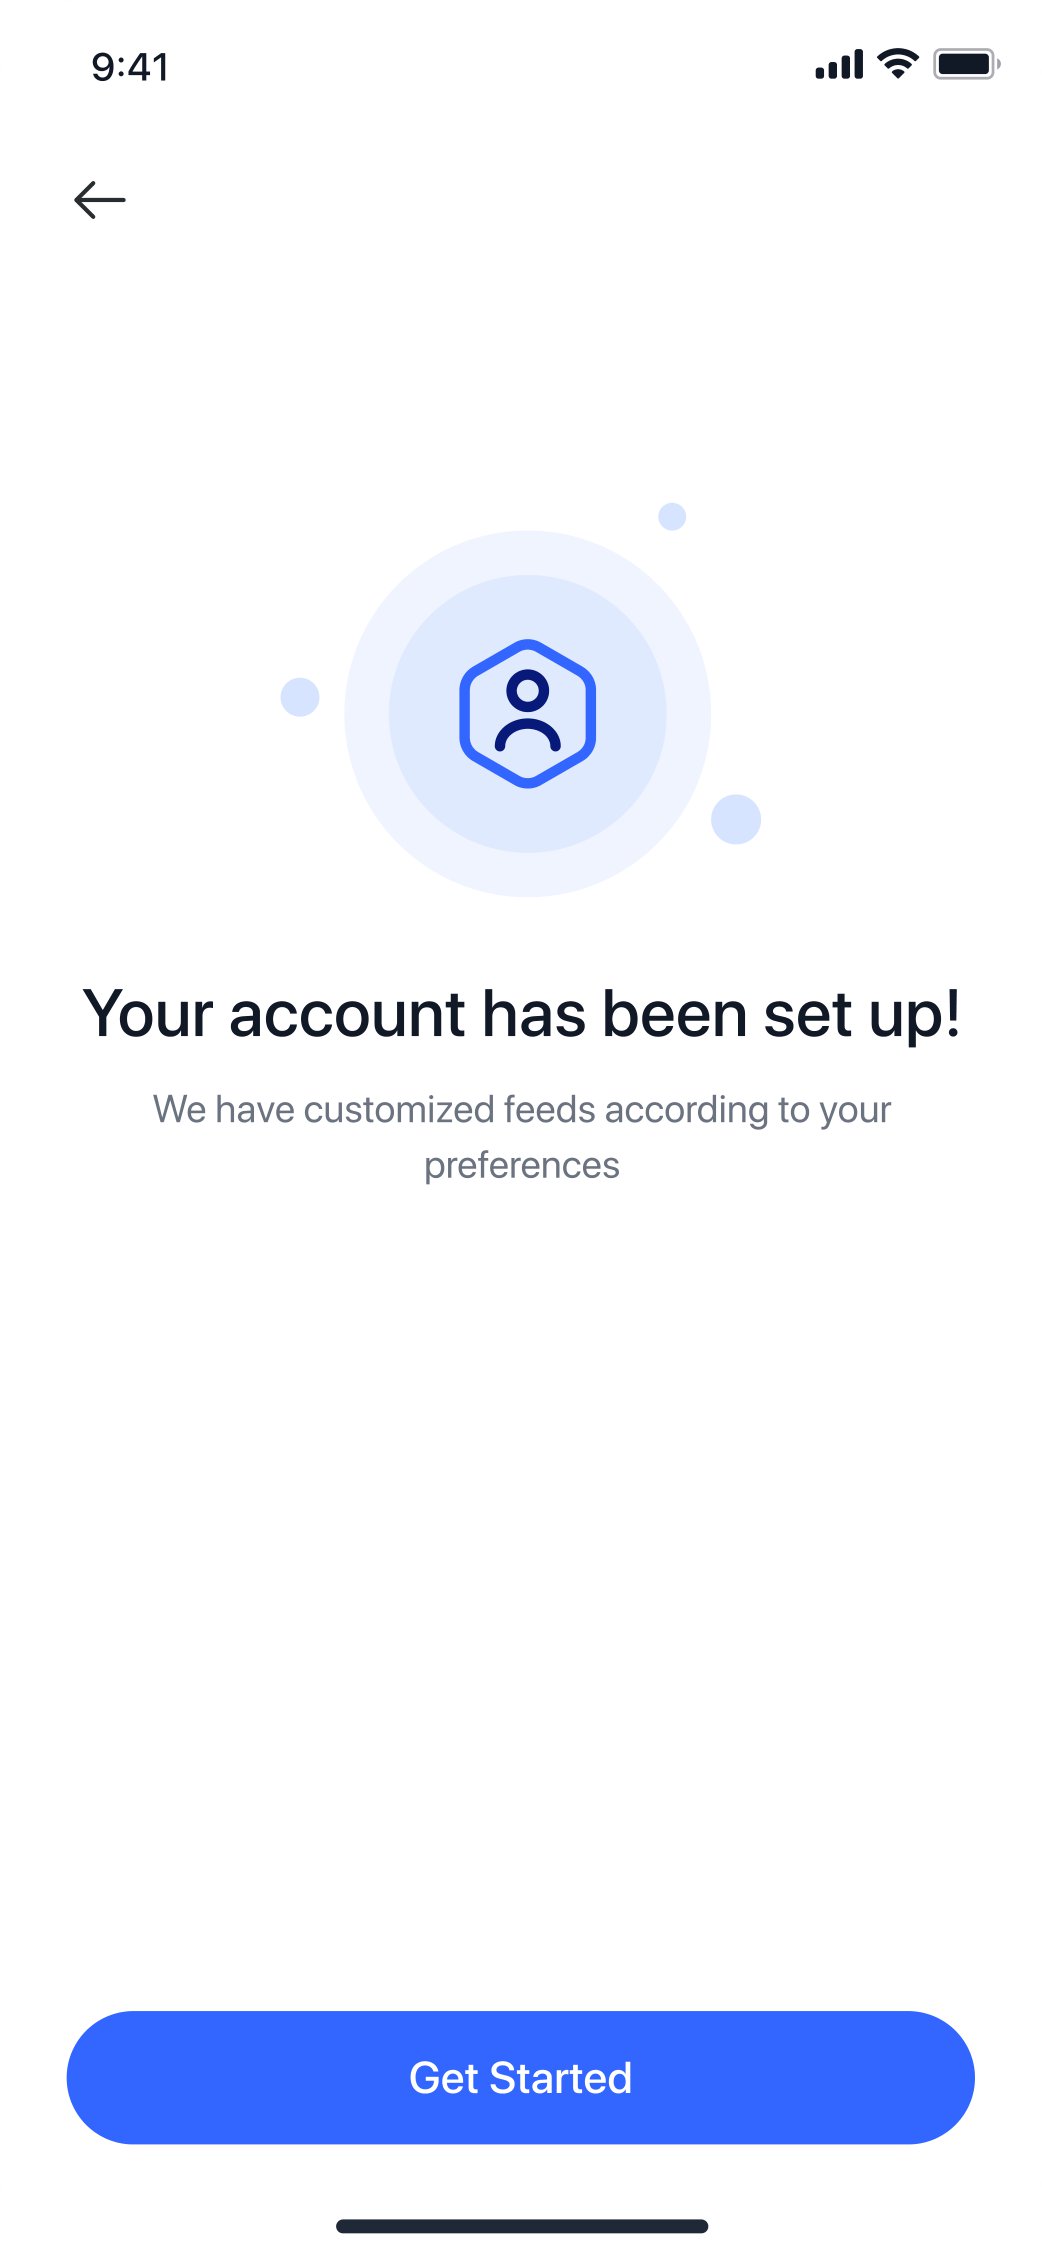 9:41
Your account has been set up!
We have customized feeds according to your
preferences
Get Started